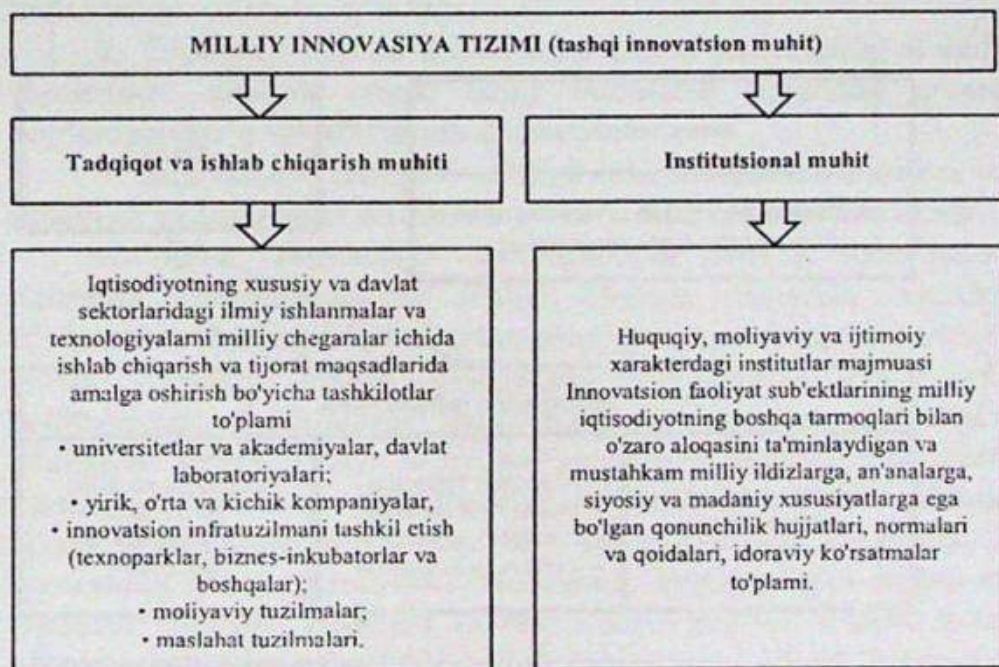 MILLIY INNOVASIYA TIZIMI (tashqi innovatsion muhit)
Tadqiqot va ishlab chiqarish muhiti
Institutsional muhit
Iqtisodiyotning xususiy va davlat
sektorlaridagi ilmiy ishlanmalar va
texnologiyalarni milliy chegaralar ichida
ishlab chiqarish va tijorat maqsadlarida
amalga oshirish bo'yicha tashkilotlar
to'plami
• universitetlar va akademiyalar, davlat
laboratoriyalari;
• yirik, o'rta va kichik kompaniyalar,
• innovatsion infratuzilmani tashkil etish
(texnoparklar, biznes-inkubatorlar va
boshqalar);
• moliyaviy tuzilmalar;
• maslahat tuzilmalari.
Huquqiy, moliyaviy va ijtimoiy
xarakterdagi institutlar majmuasi
Innovatsion faoliyat sub'ektlarining milliy
iqtisodiyotning boshqa tarmoqlari bilan
o'zaro aloqasini ta'minlaydigan va
mustahkam milliy ildizlarga, an'analarga,
siyosiy va madaniy xususiyatlarga ega
bo'lgan qonunchilik hujjatlari, normalari
va qoidalari, idoraviy ko'rsatmalar
to'plami.